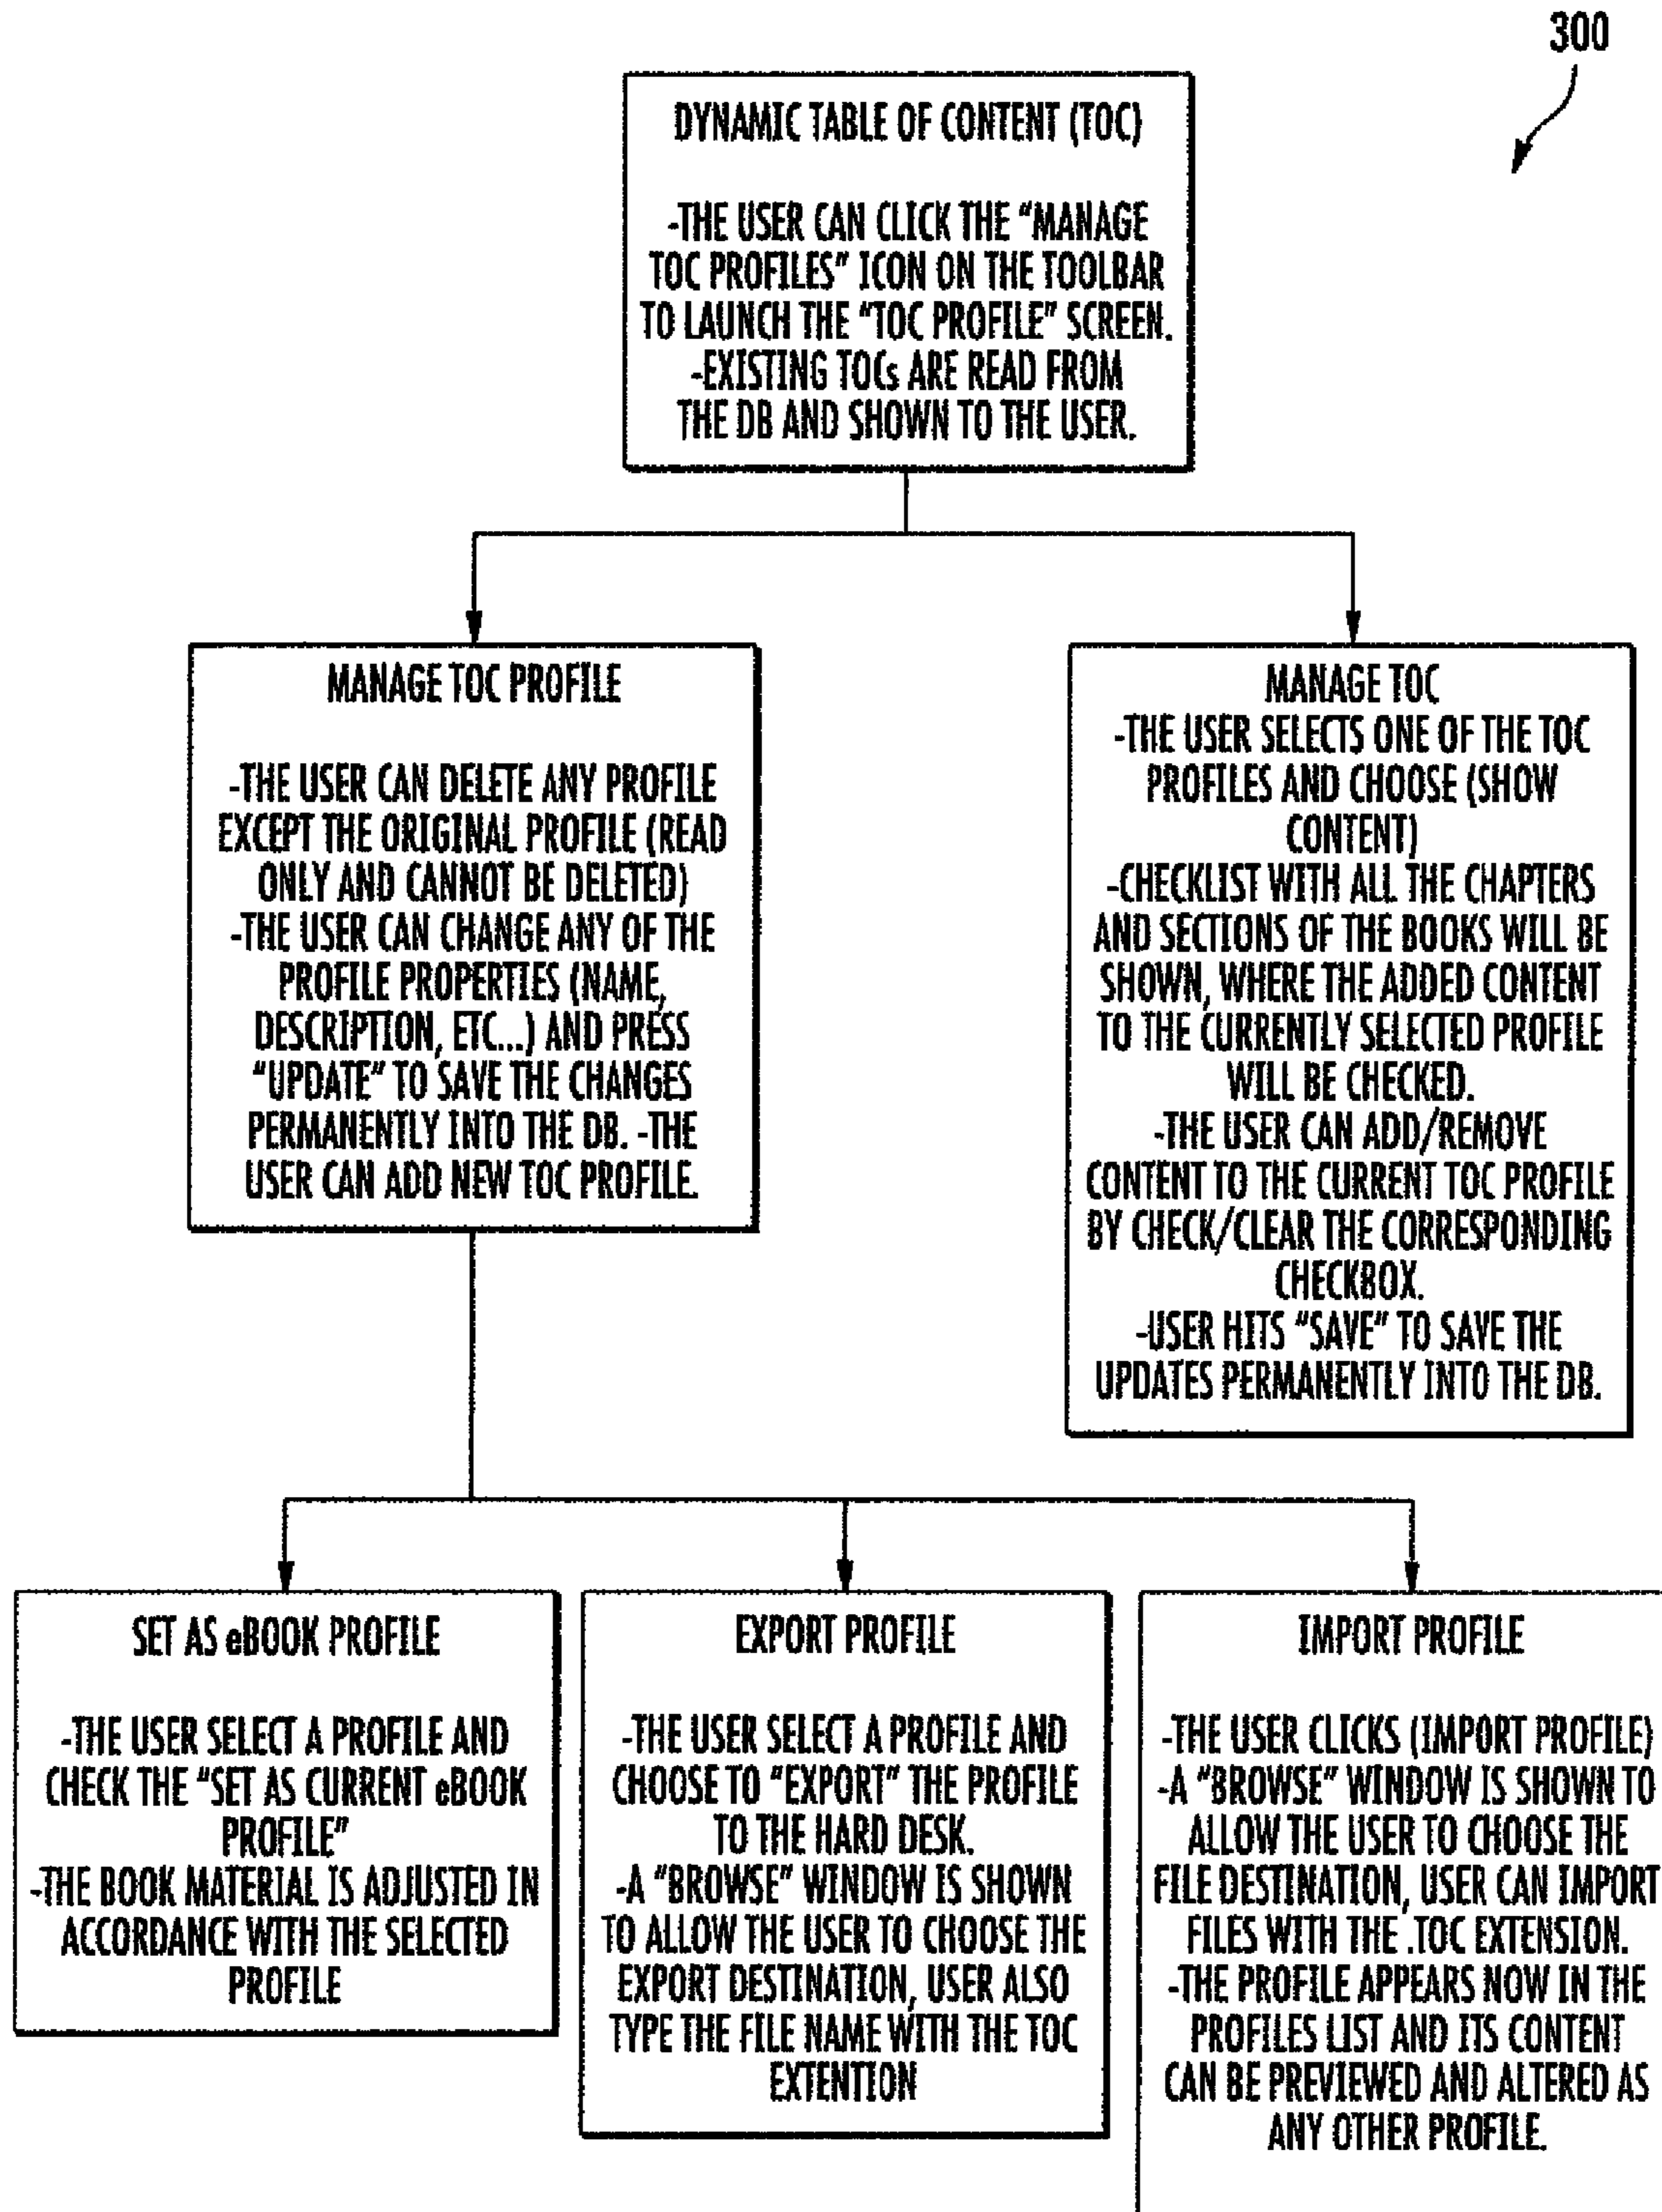 300
DYNAMIC TABLE OF CONTENT (TOC)
-THE USER CAN CLICK THE "MANAGE
TOC PROFILES" ICON ON THE TOOLBAR
TO LAUNCH THE "TOC PROFILE" SCREEN.
-EXISTING TOCs ARE READ FROM
THE DB AND SHOWN TO THE USER.
MANAGE TOC PROFILE
-THE USER CAN DELETE ANY PROFILE
EXCEPT THE ORIGINAL PROFILE (READ
ONLY AND CANNOT BE DELETED)
-THE USER CAN CHANGE ANY OF THE
PROFILE PROPERTIES (NAME,
DESCRIPTION, ETC...) AND PRESS
"UPDATE" TO SAVE THE CHANGES
PERMANENTLY INTO THE DB. -THE
USER CAN ADD NEW TOC PROFILE.
MANAGE TOC
-THE USER SELECTS ONE OF THE TOC
PROFILES AND CHOOSE (SHOW
CONTENT)
-CHECKLIST WITH ALL THE CHAPTERS
AND SECTIONS OF THE BOOKS WILL BE
SHOWN, WHERE THE ADDED CONTENT
TO THE CURRENTLY SELECTED PROFILE
WILL BE CHECKED.
-THE USER CAN ADD/REMOVE
CONTENT TO THE CURRENT TOC PROFILE
BY CHECK/CLEAR THE CORRESPONDING
CHECKBOX.
-USER HITS "SAVE" TO SAVE THE
UPDATES PERMANENTLY INTO THE DB.
SET AS eBOOK PROFILE
-THE USER SELECT A PROFILE AND
CHECK THE "SET AS CURRENT eBOOK
PROFILE"
-THE BOOK MATERIAL IS ADJUSTED IN
ACCORDANCE WITH THE SELECTED
PROFILE
EXPORT PROFILE
-THE USER SELECT A PROFILE AND
CHOOSE TO "EXPORT" THE PROFILE
TO THE HARD DESK.
-A "BROWSE" WINDOW IS SHOWN
TO ALLOW THE USER TO CHOOSE THE
EXPORT DESTINATION, USER ALSO
TYPE THE FILE NAME WITH THE TOC
EXTENTION
IMPORT PROFILE
-THE USER CLICKS (IMPORT PROFILE)
-A "BROWSE" WINDOW IS SHOWN TO
ALLOW THE USER TO CHOOSE THE
FILE DESTINATION, USER CAN IMPORT
FILES WITH THE .TOC EXTENSION.
-THE PROFILE APPEARS NOW IN THE
PROFILES LIST AND ITS CONTENT
CAN BE PREVIEWED AND ALTERED AS
ANY OTHER PROFILE.